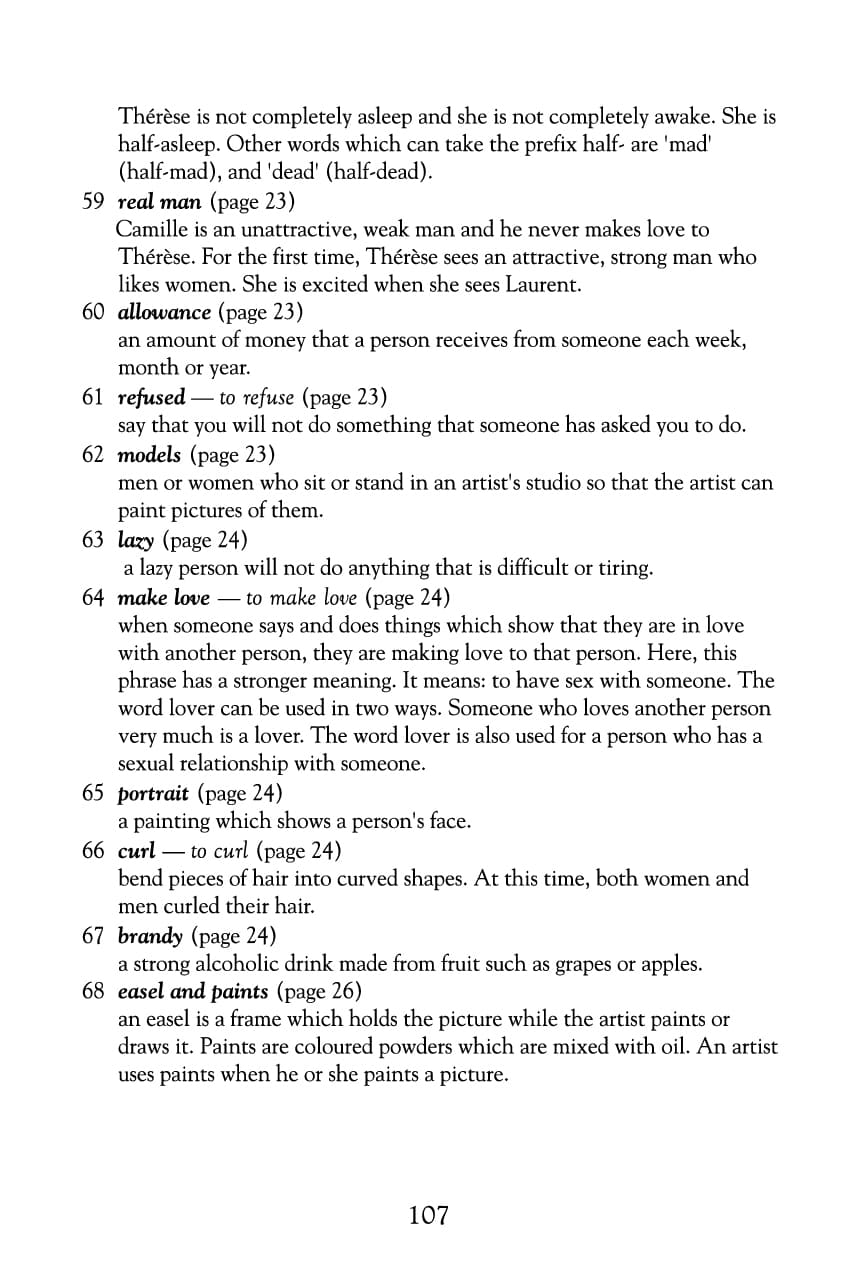 Thérèse is not completely asleep and she is not completely awake. She is
half-asleep. Other words which can take the prefix half- are 'mad'
(half-mad), and 'dead' (half-dead).
59 real man (page 23)
Camille is an unattractive, weak man and he never makes love to
Thérèse. For the first time, Thérèse sees an attractive, strong man who
likes women. She is excited when she sees Laurent.
60 allowance (page 23)
an amount of money that a person receives from someone each week,
month or year.
61 refused — to refuse (page 23)
say that you will not do something that someone has asked you to do.
62 models (page 23)
men or women who sit or stand in an artist's studio so that the artist can
paint pictures of them.
63 lazy (page 24)
a lazy person will not do anything that is difficult or tiring.
64 make love — to make love (page 24)
when someone says and does things which show that they are in love
with another person, they are making love to that person. Here, this
phrase has a stronger meaning. It means: to have sex with someone. The
word lover can be used in two ways. Someone who loves another person
very much is a lover. The word lover is also used for a person who has a
sexual relationship with someone.
65 portrait (page 24)
a painting which shows a person's face.
66 curl — to curl (page 24)
bend pieces of hair into curved shapes. At this time, both women and
men curled their hair.
67 brandy (page 24)
a strong alcoholic drink made from fruit such as grapes or apples.
68 easel and paints (page 26)
an easel is a frame which holds the picture while the artist paints or
draws it. Paints are coloured powders which are mixed with oil. An artist
uses paints when he or she paints a picture.
107